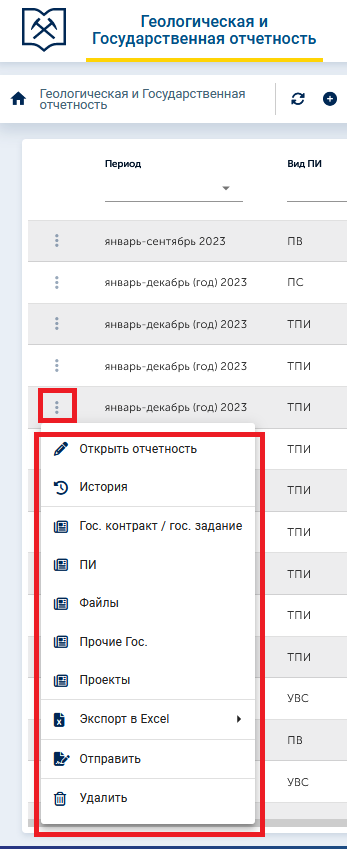 Геологическая и
Государственная отчетность
Геологическая и Государственная
отчетность
Период
Вид ПИ
январь-сентябрь 2023
ПВ
январь-декабрь (год) 2023
ПС
январь-декабрь (год) 2023
ТПИ
январь-декабрь (год) 2023
ТПИ
январь-декабрь (год) 2023
ТПИ
Открыть отчетность
ТПИ
История
ТПИ
Гос. контракт / гос. задание
ТПИ
ПИ
ТПИ
Файлы
ТПИ
Прочие Гос.
ТПИ
Проекты
УВС
Экспорт в Excel
ПВ
Отправить
УВС
Удалить